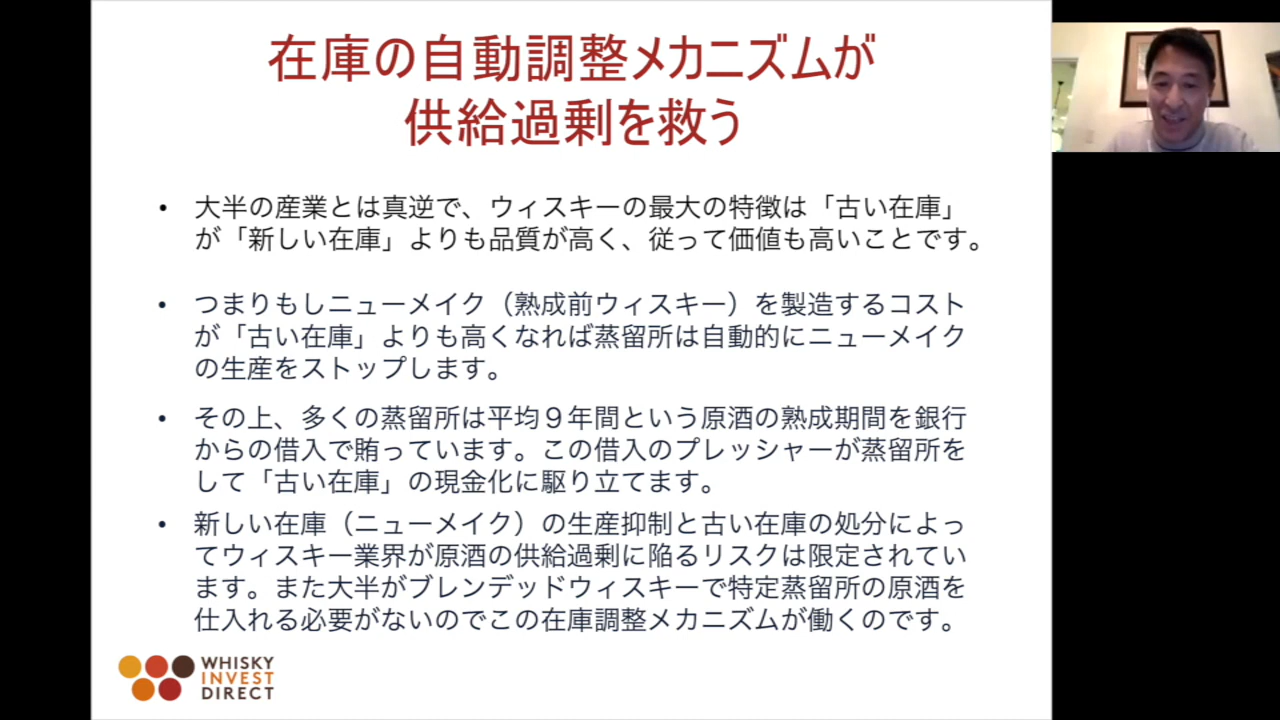 在庫の自動調整メカニズムが
供給過剰を救う
• 大半の産業とは真逆で、ウィスキーの最大の特徴は「古い在庫」
が「新しい在庫」よりも品質が高く、従って価値も高いことです。
• つまりもしニューメイク（熟成前ウィスキー）を製造するコスト
が「古い在庫」よりも高くなれば蒸留所は自動的にニューメイク
の生産をストップします。
• その上、多くの蒸留所は平均９年間という原酒の熟成期間を銀行
からの借入で賄っています。この借入のプレッシャーが蒸留所を
して「古い在庫」の現金化に駆り立てます。
• 新しい在庫（ニューメイク）の生産抑制と古い在庫の処分によっ
てウィスキー業界が原酒の供給過剰に陥るリスクは限定されてい
ます。また大半がブレンデッドウィスキーで特定蒸留所の原酒を
仕入れる必要がないのでこの在庫調整メカニズムが働くのです。
WHISKY
INVEST
DIRECT